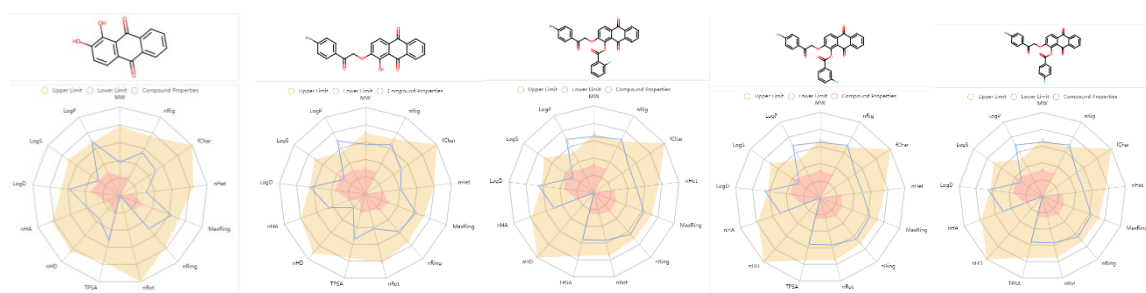 OH
HO
Upper Limit Lower Limit Compound Properties
MW
LogP
nRig
LogS
fChar
LogD
nHet
nHA
MaxRing
nHD
nRing
TPSA
nRot
OH
Upper Limit Lower Limit Compound Properties
MW
LogP
nRig
LogS
fChar
LogD
nHet
nHA
MaxRing
nHD
nRing
TPSA
nRot
Upper Limit Lower Limit Compound Properties
MW
LogP
nRig
LogS
fChar
LogD
nHet
nHA
MaxRing
nHD
nRing
TPSA
nRot
Upper Limit Lower Limit Compound Properties
MW
LogP
nRig
LogS
fChar
LogD
nHet
nHA
MaxRing
nHD
nRing
TPSA
nRot
Upper Limit Lower Limit Compound Properties
MW
LogP
nRig
LogS
fChar
LogD
nHet
nHA
MaxRing
nHD
nRing
TPSA
nRot